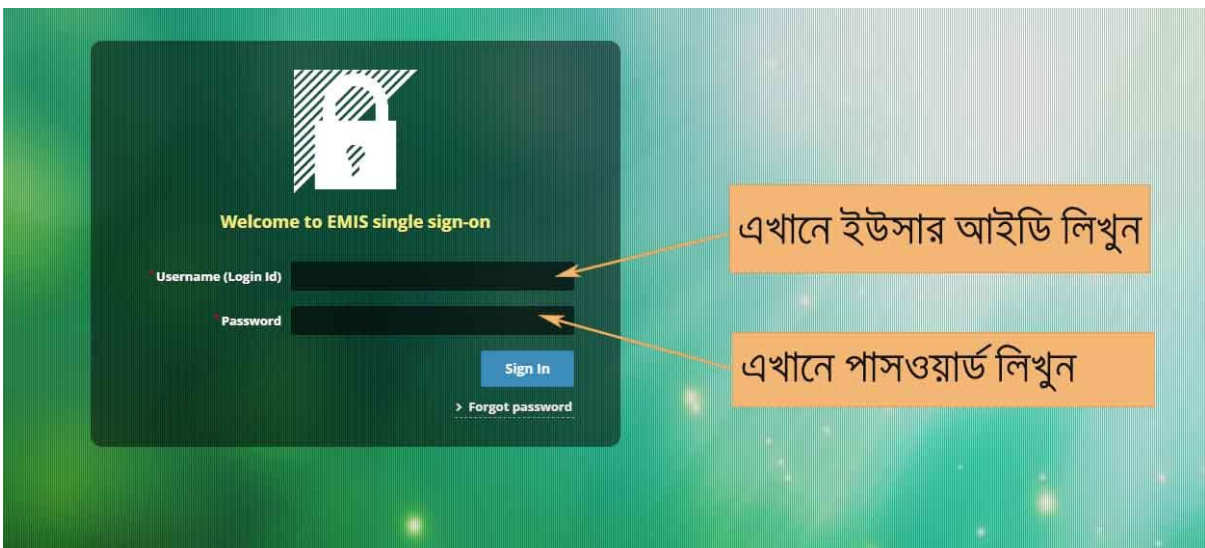 Welcome to EMIS single sign-on
এখানে ইউসার আইডি লিখুন
* Username (Login Id)
* Password
এখানে পাসওয়ার্ড লিখুন
Sign In
> Forgot password